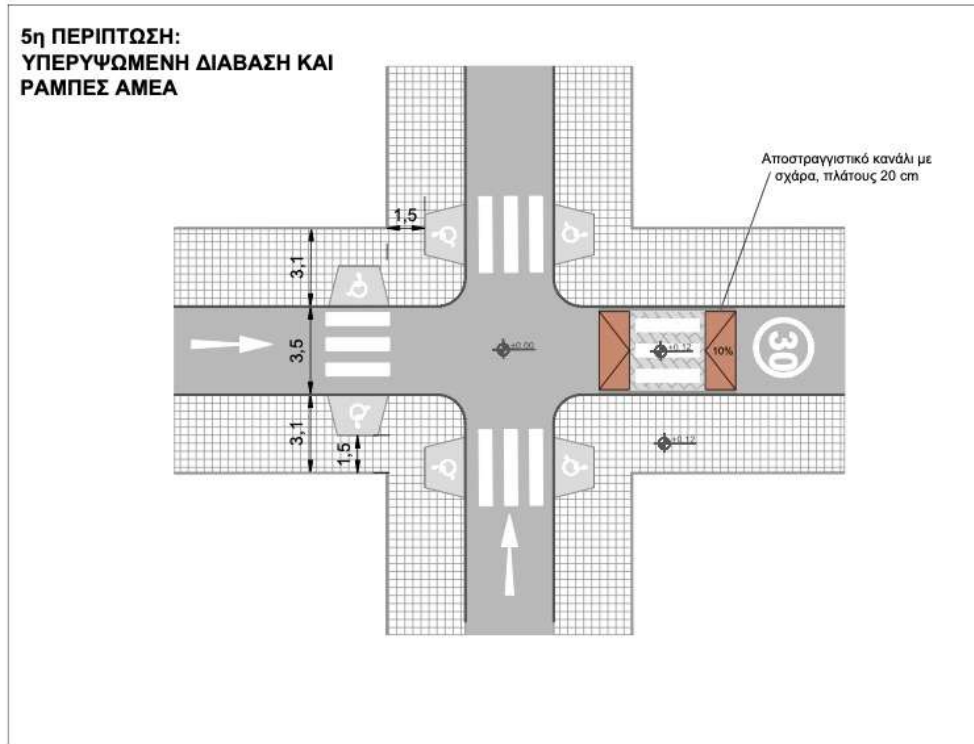 5η ΠΕΡΙΠΤΩΣΗ:
ΥΠΕΡΥΨΩΜΕΝΗ ΔΙΑΒΑΣΗ ΚΑΙ
ΡΑΜΠΕΣ ΑΜΕΑ
Αποστραγγιστικό κανάλι με
σχάρα, πλάτους 20 cm
1,5
3,1
3,5
+0.00
+0.12
10%
30
3,1
1,5
+0.12